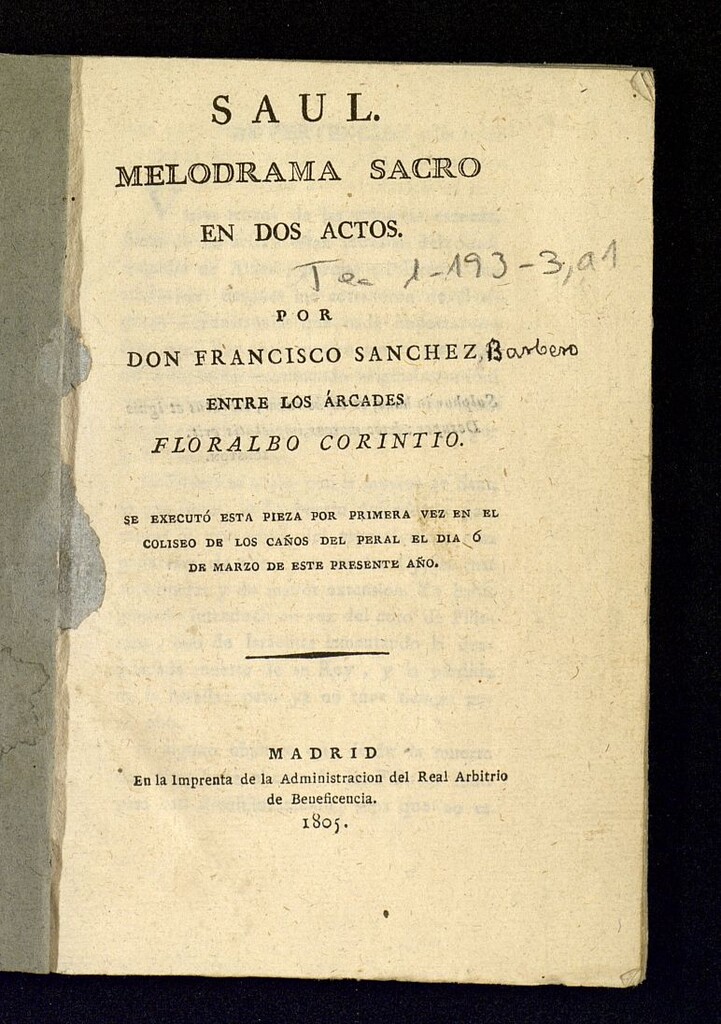 SAUL.
MELODRAMA SACRO
EN DOS ACTOS.
Tea 1-193-3, a1
POR
DON FRANCISCO SANCHEZ, Barbero
ENTRE LOS ÁRCADES
FLORALBO CORINTIO.
SE EXECUTÓ ESTA PIEZA POR PRIMERA VEZ EN EL
COLISEO DE LOS CAÑOS DEL PERAL EL DIA 6
DE MARZO DE ESTE PRESENTE AÑO.
MADRID
En la Imprenta de la Administracion del Real Arbitrio
de Beneficencia.
1805.